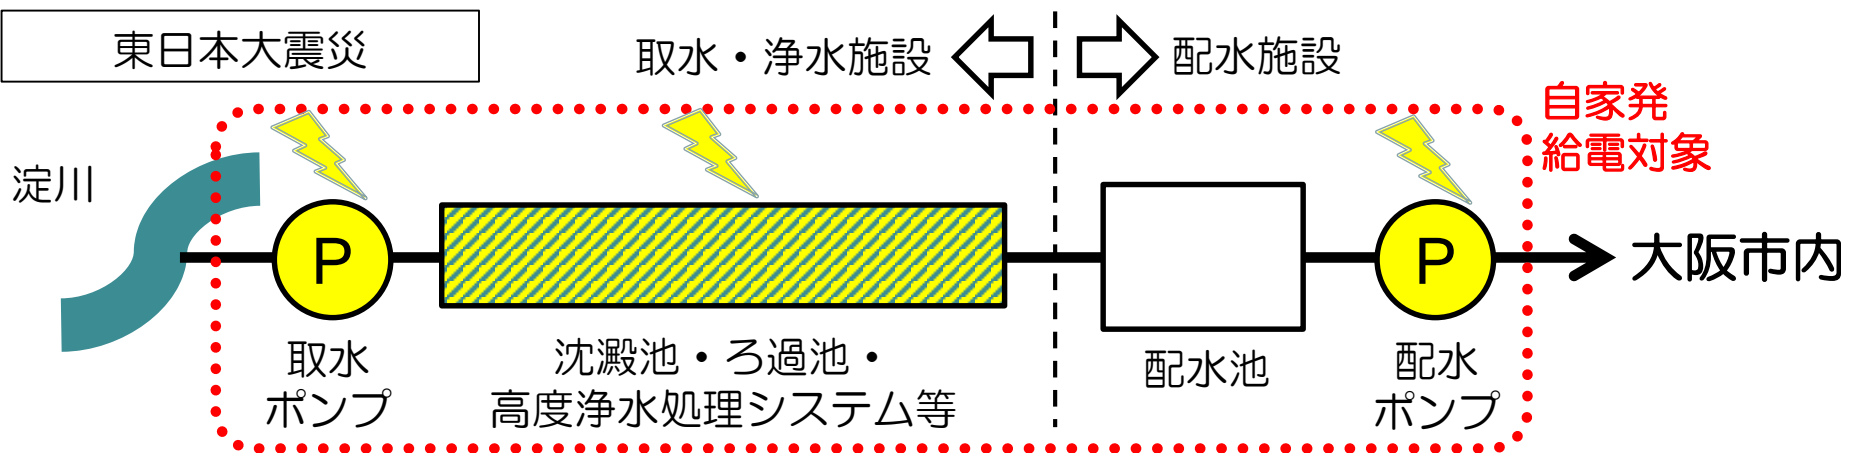 東日本大震災
取水・浄水施設
配水施設
自家発
給電対象
淀川
P
P
大阪市内
取水
ポンプ
沈澱池・ろ過池・
高度浄水処理システム等
配水池
配水
ポンプ